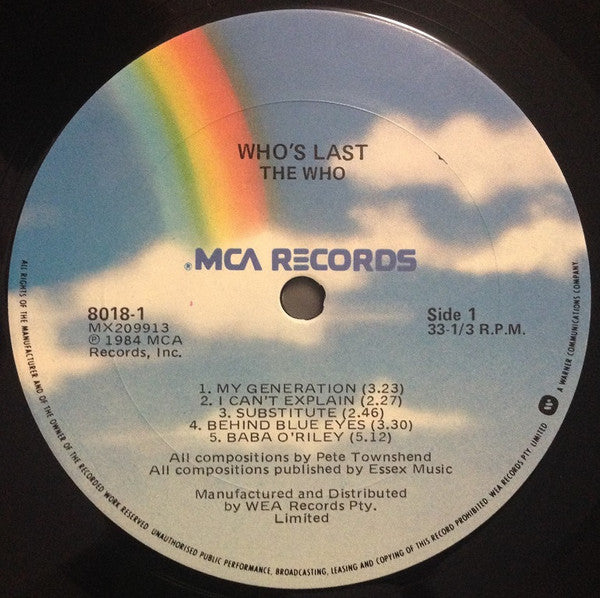 WHO'S LAST
THE WHO
® MCA RECORDS
8018-1
MX209913
℗ 1984 MCA
Records, Inc.
Side 1
33-1/3 R.P.M.
1. MY GENERATION (3.23)
2. I CAN'T EXPLAIN (2.27)
3. SUBSTITUTE (2.46)
4. BEHIND BLUE EYES (3.30)
5. BABA O'RILEY (5.12)
All compositions by Pete Townshend
All compositions published by Essex Music
Manufactured and Distributed
by WEA Records Pty.
Limited
ALL RIGHTS OF THE MANUFACTURER AND OF THE OWNER OF THE RECORDED WORK RESERVED. UNAUTHORISED PUBLIC PERFORMANCE, BROADCASTING, LEASING AND COPYING OF THIS RECORD PROHIBITED. WEA RECORDS PTY. LIMITED
A WARNER COMMUNICATIONS COMPANY.